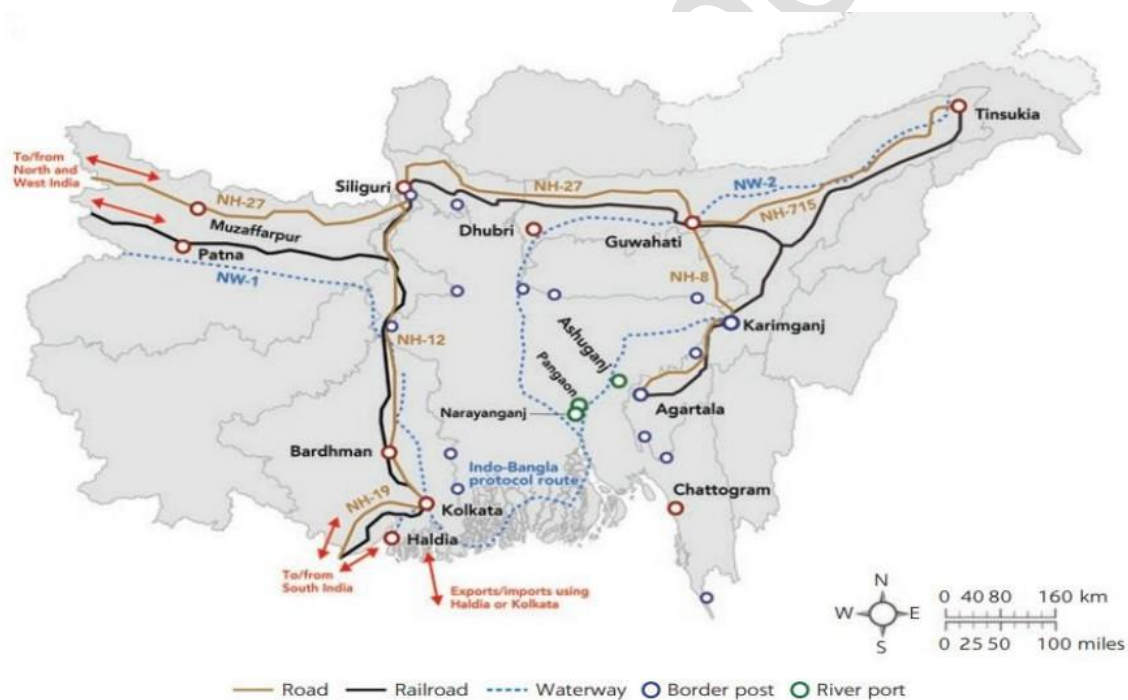 To/from
North and
West India
NH-27
Muzaffarpur
Patna
NW-1
Siliguri
NH-27
Dhubri
Guwahati
NW-2
NH-715
Tinsukia
NH-8
Karimganj
NH-12
Ashuganj
Pangaon
Narayanganj
Agartala
Bardhman
Indo-Bangla
protocol route
Chattogram
NH-19
Kolkata
Haldia
To/from
South India
Exports/imports using
Haldia or Kolkata
N
W E
S
0 40 80 160 km
0 25 50 100 miles
Road Railroad Waterway Border post River port